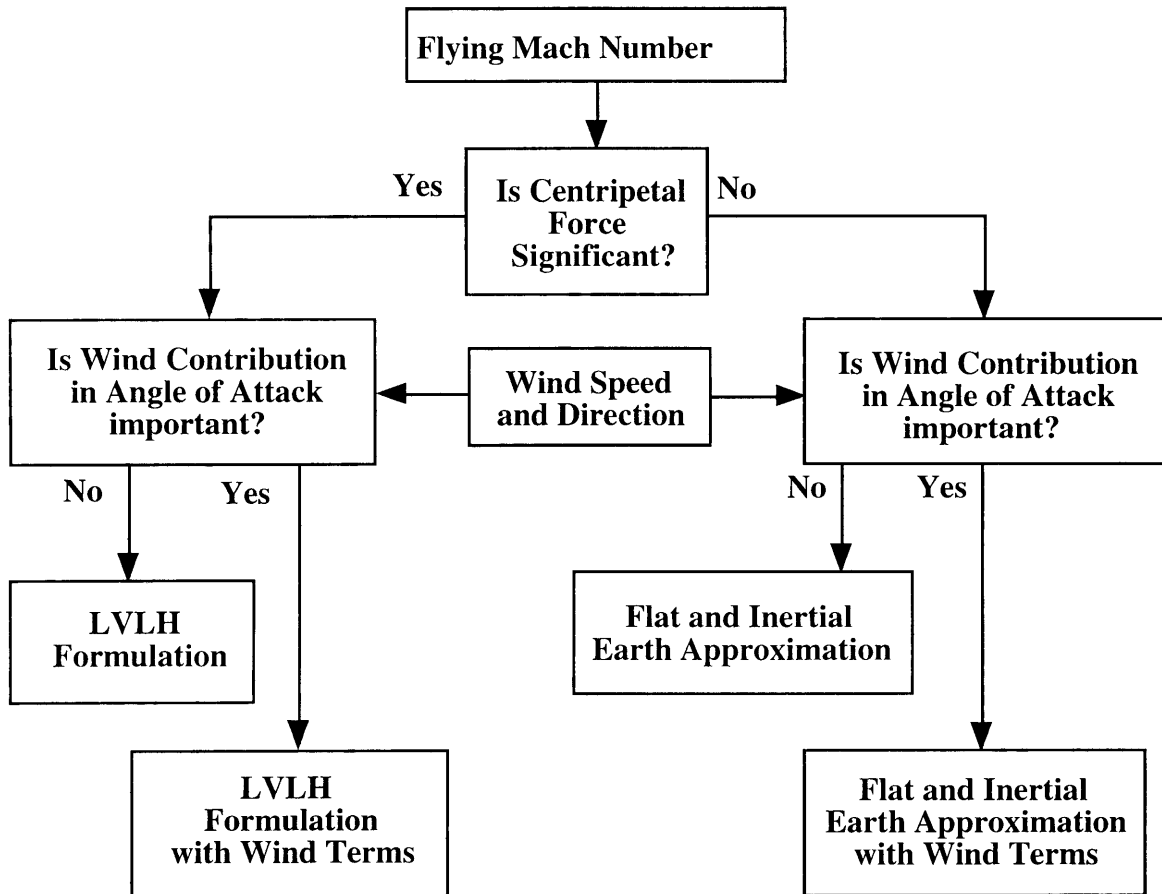 Flying Mach Number
Yes
No
Is Centripetal
Force
Significant?
Is Wind Contribution
in Angle of Attack
important?
Wind Speed
and Direction
Is Wind Contribution
in Angle of Attack
important?
No
Yes
No
Yes
LVLH
Formulation
Flat and Inertial
Earth Approximation
LVLH
Formulation
with Wind Terms
Flat and Inertial
Earth Approximation
with Wind Terms